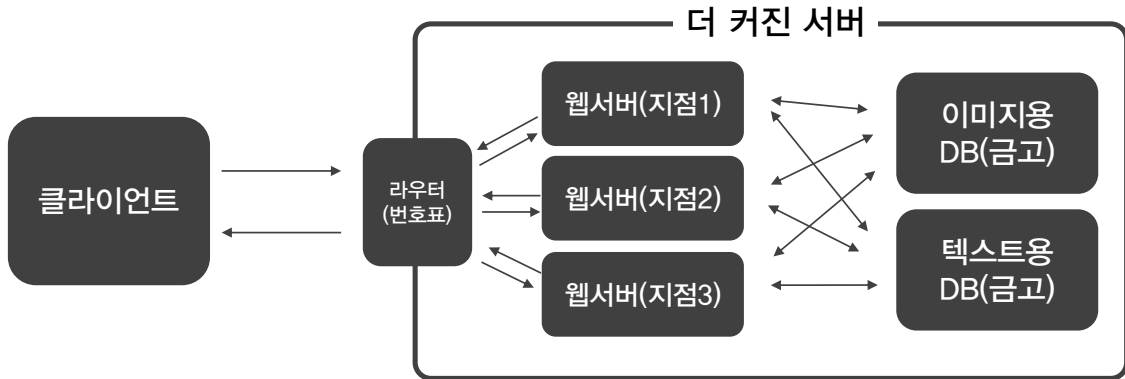 더 커진 서버
클라이언트
라우터
(번호표)
웹서버(지점1)
웹서버(지점2)
웹서버(지점3)
이미지용
DB(금고)
텍스트용
DB(금고)